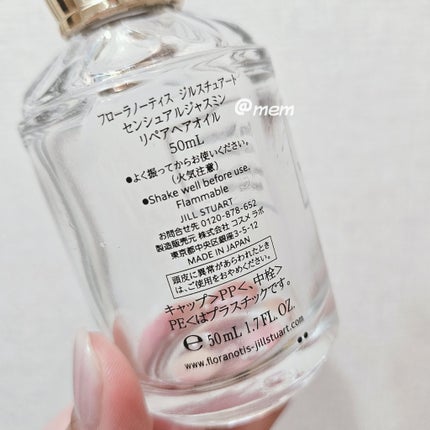 フローラノーティス ジルスチュアート
センシュアルジャスミン
リペアヘアオイル
50mL
●よく振ってからお使いください。
(火気注意)
●Shake well before use.
Flammable
JILL STUART
お問合せ先 0120-878-652
製造販売元 株式会社 コスメ ラボ
東京都中央区銀座3-5-12
MADE IN JAPAN
頭皮に異常があらわれたとき
は、ご使用をおやめください。
キャップ>PP<、中栓>
PE<はプラスチックです。
℮50mL 1.7FL.OZ.
www.floranotis-jillstuart.com
@mem